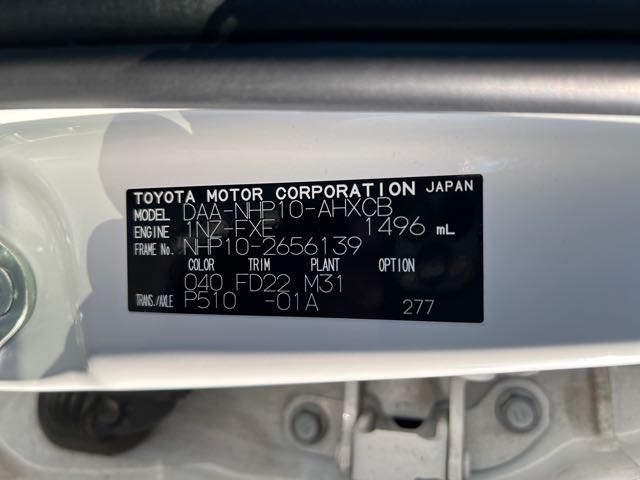 TOYOTA MOTOR CORPORATION JAPAN
MODEL DAA-NHP10-AHXCB
ENGINE 1NZ-FXE 1496 mL
FRAME No. NHP10-2656139
COLOR TRIM PLANT OPTION
040 FD22 M31
TRANS./AXLE P510 -01A 277